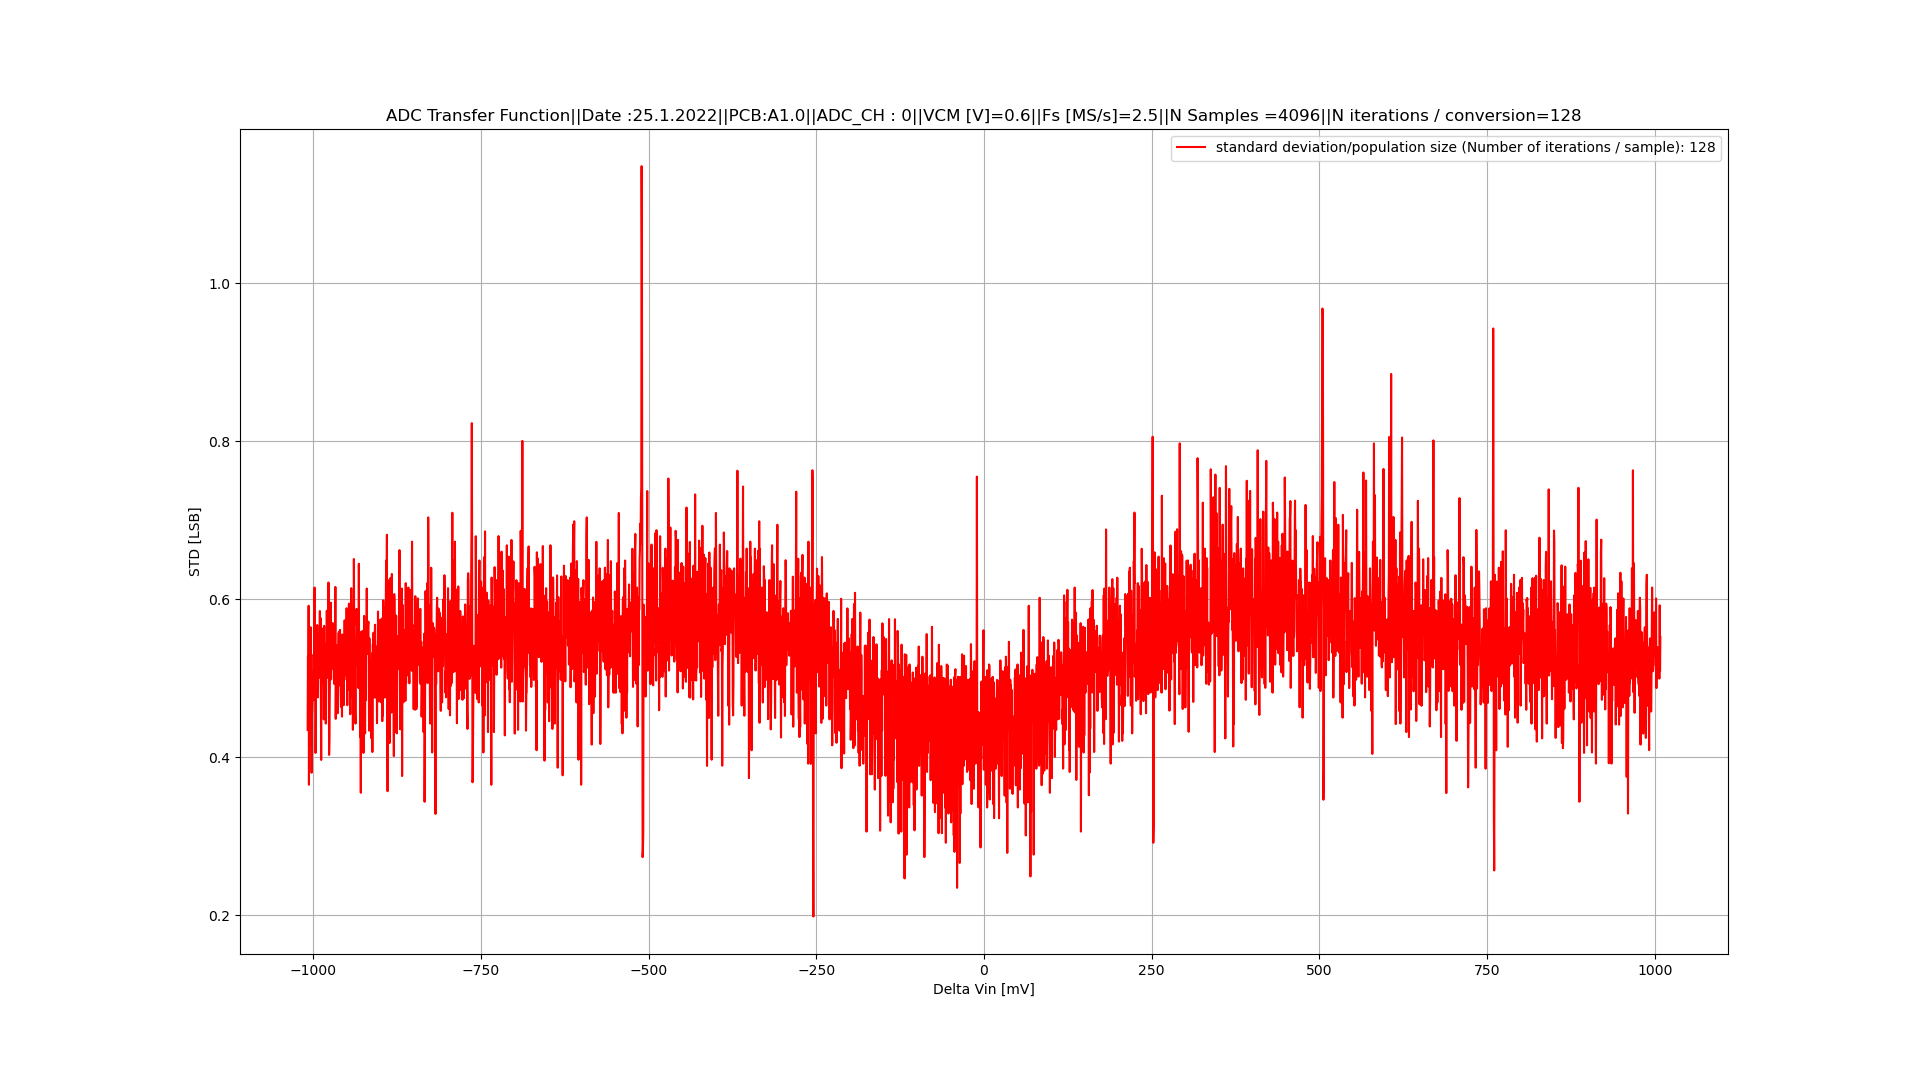 ADC Transfer Function||Date :25.1.2022||PCB:A1.0||ADC_CH : 0||VCM [V]=0.6||Fs [MS/s]=2.5||N Samples =4096||N iterations / conversion=128
standard deviation/population size (Number of iterations / sample): 128
STD [LSB]
1.0
0.8
0.6
0.4
0.2
−1000 −750 −500 −250 0 250 500 750 1000
Delta Vin [mV]